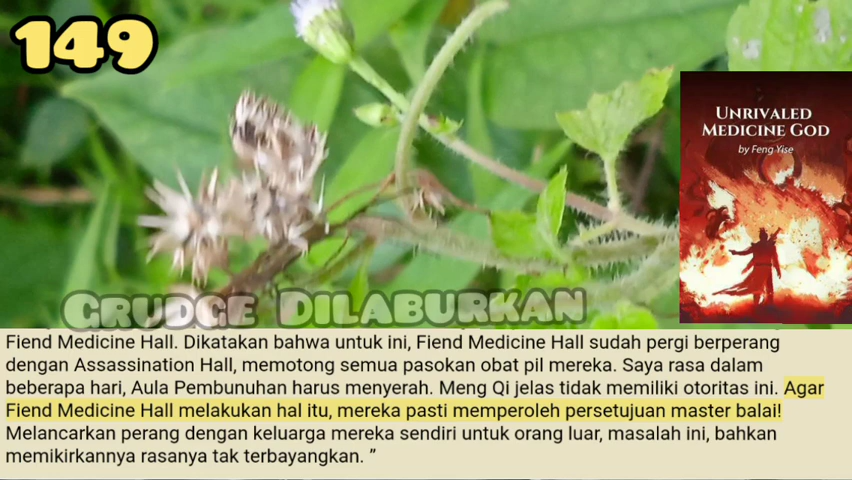 149
UNRIVALED
MEDICINE GOD
by Feng Yise
GRUDGE DILABURKAN
Fiend Medicine Hall. Dikatakan bahwa untuk ini, Fiend Medicine Hall sudah pergi berperang
dengan Assassination Hall, memotong semua pasokan obat pil mereka. Saya rasa dalam
beberapa hari, Aula Pembunuhan harus menyerah. Meng Qi jelas tidak memiliki otoritas ini. Agar
Fiend Medicine Hall melakukan hal itu, mereka pasti memperoleh persetujuan master balai!
Melancarkan perang dengan keluarga mereka sendiri untuk orang luar, masalah ini, bahkan
memikirkannya rasanya tak terbayangkan. ”